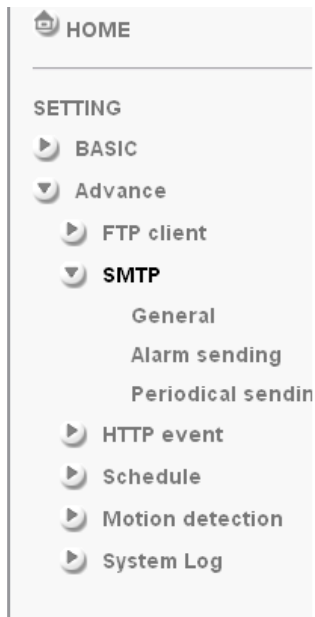 HOME
SETTING
BASIC
Advance
FTP client
SMTP
General
Alarm sending
Periodical sendin
HTTP event
Schedule
Motion detection
System Log